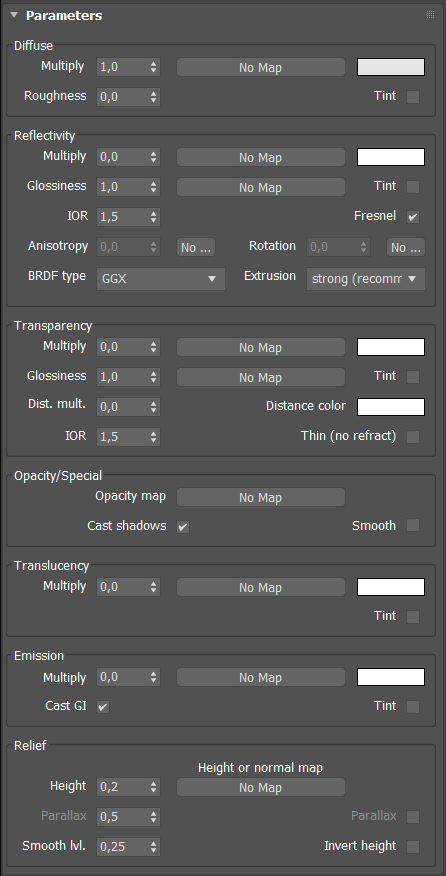 Parameters
Diffuse
Multiply 1,0 No Map
Roughness 0,0 Tint
Reflectivity
Multiply 0,0 No Map
Glossiness 1,0 No Map Tint
IOR 1,5 Fresnel
Anisotropy 0,0 No ... Rotation 0,0 No ...
BRDF type GGX Extrusion strong (recomm
Transparency
Multiply 0,0 No Map
Glossiness 1,0 No Map Tint
Dist. mult. 0,0 Distance color
IOR 1,5 Thin (no refract)
Opacity/Special
Opacity map No Map
Cast shadows Smooth
Translucency
Multiply 0,0 No Map
Tint
Emission
Multiply 0,0 No Map
Cast GI Tint
Relief
Height or normal map
Height 0,2 No Map
Parallax 0,5 Parallax
Smooth lvl. 0,25 Invert height